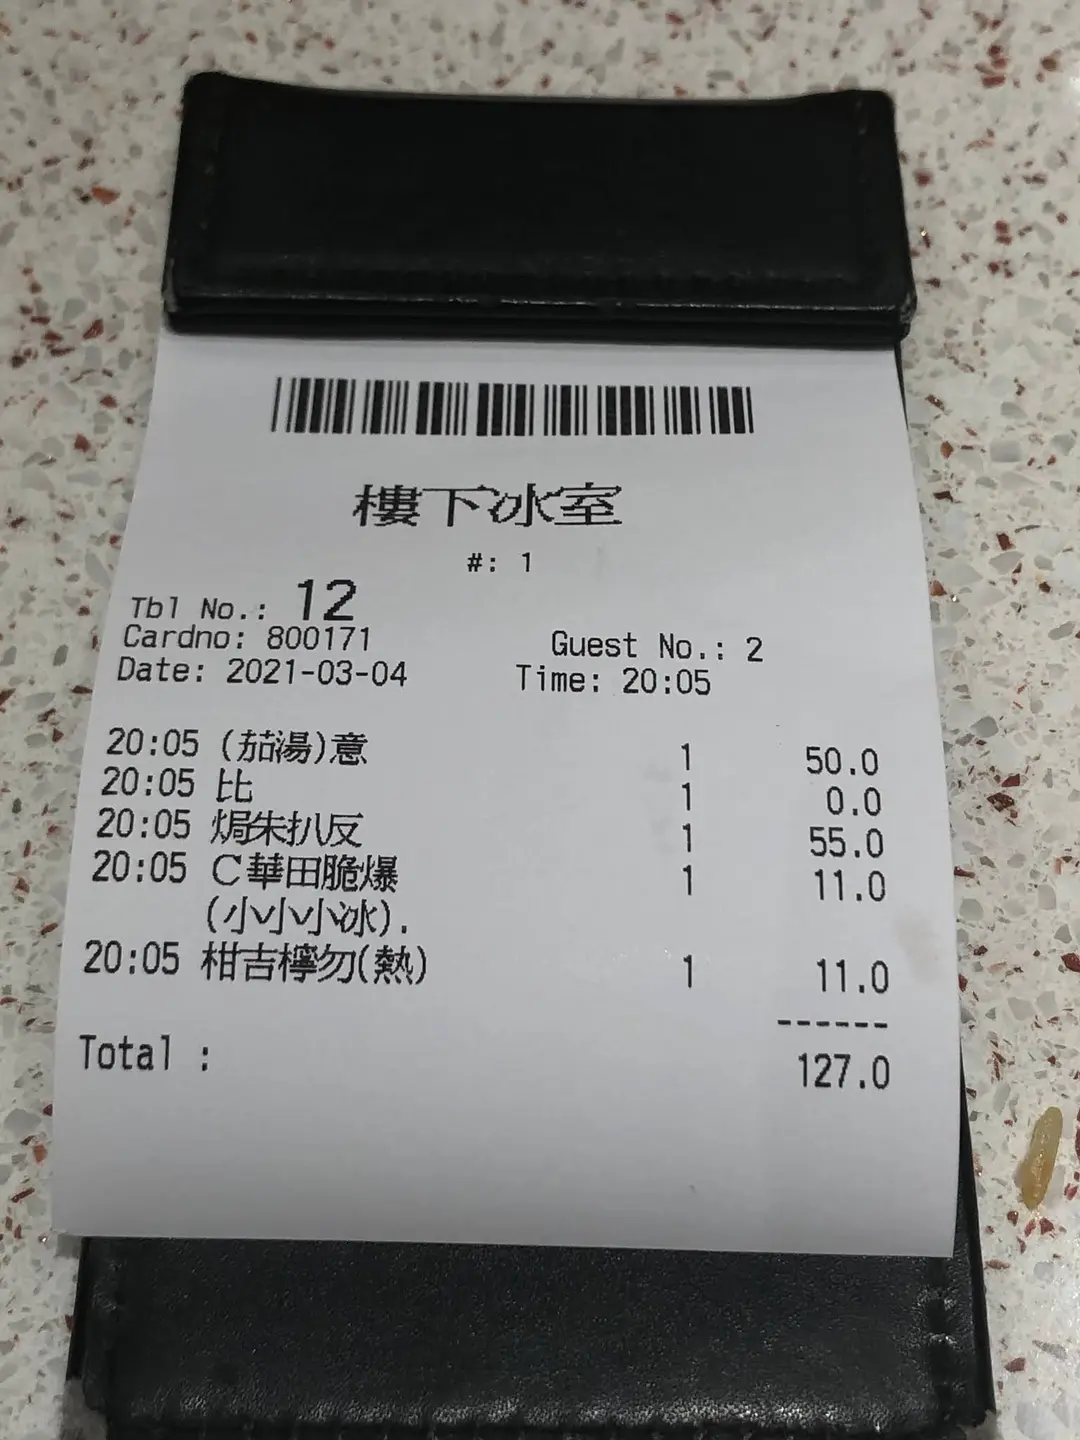 樓下冰室
#: 1
Tbl No.: 12
Cardno: 800171 Guest No.: 2
Date: 2021-03-04 Time: 20:05
20:05 (茄湯)意 1 50.0
20:05 比 1 0.0
20:05 焗朱扒反 1 55.0
20:05 C華田脆爆 1 11.0
(小小小冰).
20:05 柑吉檸勿(熱) 1 11.0
------
Total : 127.0